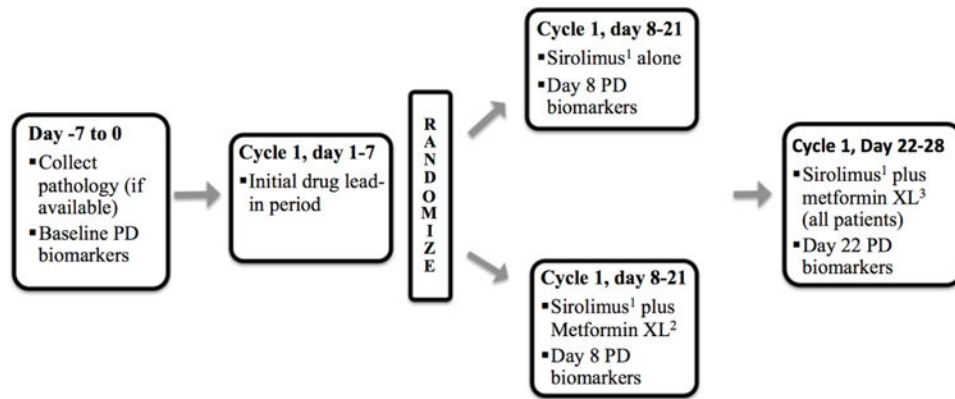 Day -7 to 0
▪Collect
pathology (if
available)
▪Baseline PD
biomarkers
Cycle 1, day 1-7
▪Initial drug lead-
in period
RANDOMIZE
Cycle 1, day 8-21
▪Sirolimus¹ alone
▪Day 8 PD
biomarkers
Cycle 1, day 8-21
▪Sirolimus¹ plus
Metformin XL²
▪Day 8 PD
biomarkers
Cycle 1, Day 22-28
▪Sirolimus¹ plus
metformin XL³
(all patients)
▪Day 22 PD
biomarkers